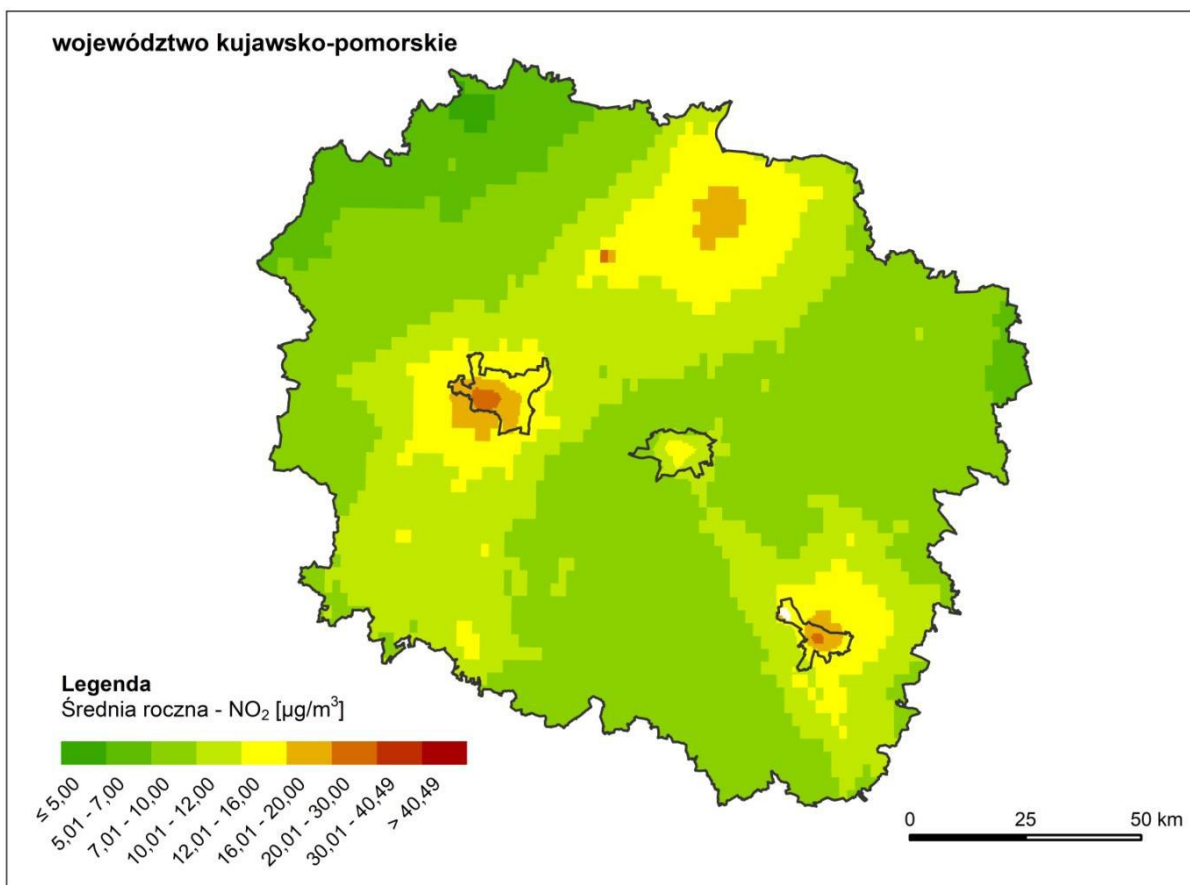 województwo kujawsko-pomorskie
Legenda
Średnia roczna - NO₂ [µg/m³]
≤ 5,00
5,01 - 7,00
7,01 - 10,00
10,01 - 12,00
12,01 - 16,00
16,01 - 20,00
20,01 - 30,00
30,01 - 40,49
> 40,49
0 25 50 km